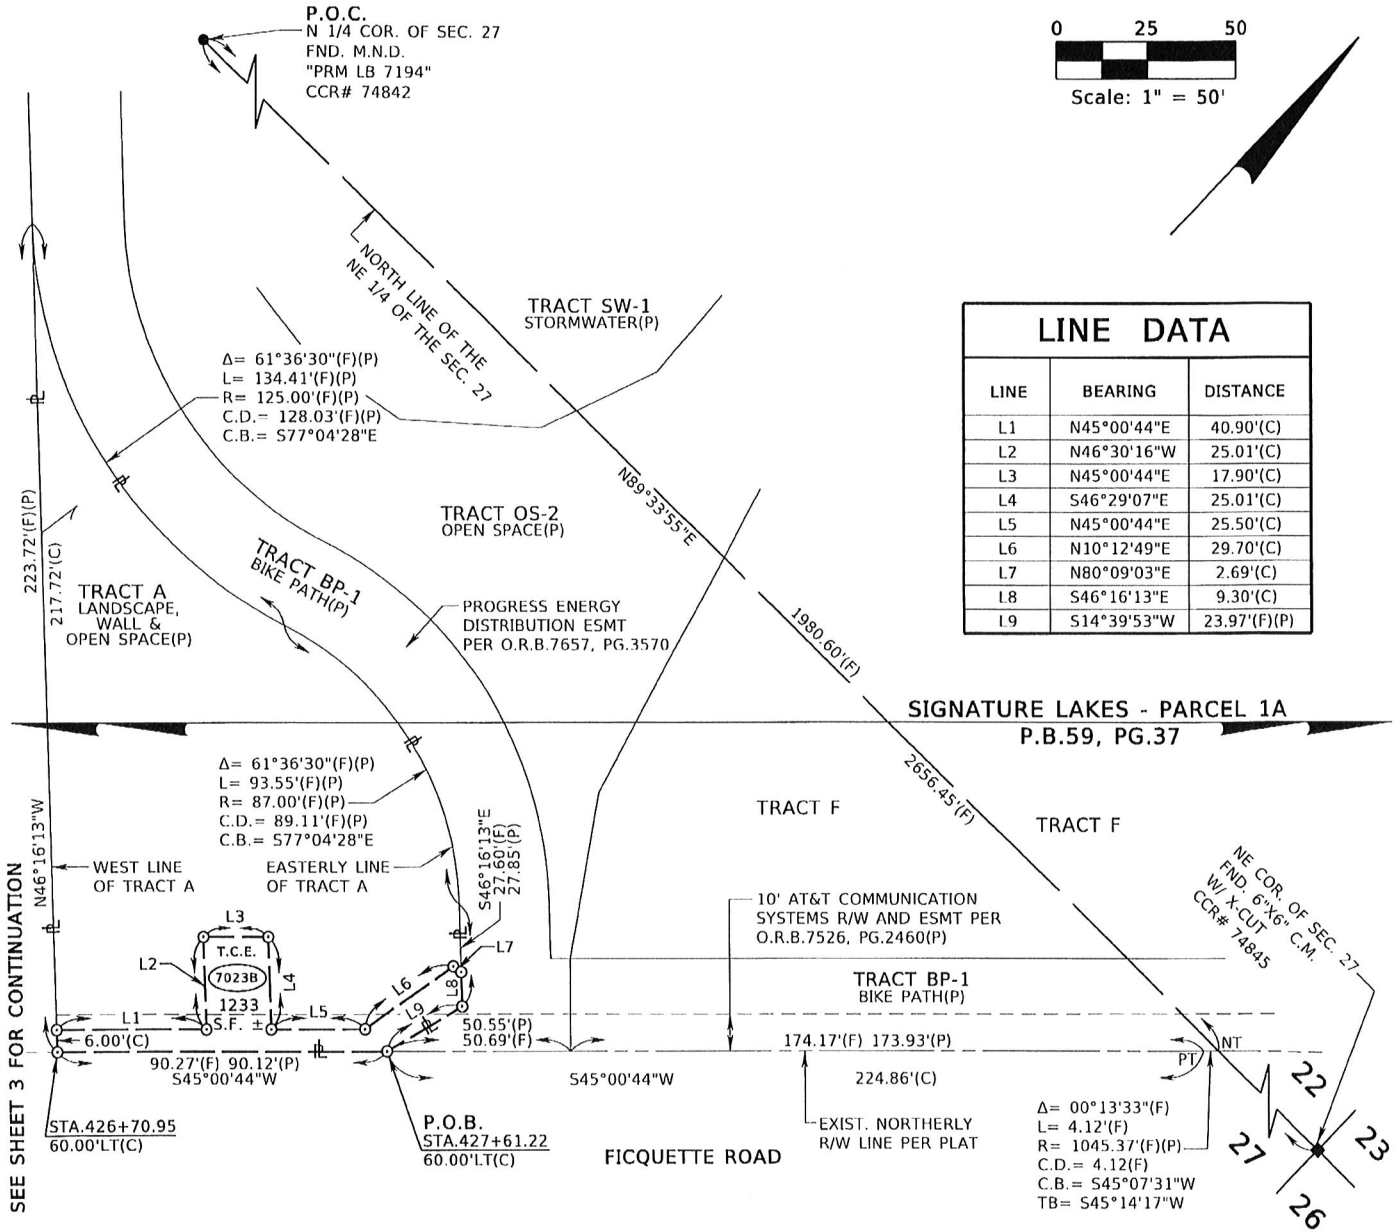 P.O.C.
N 1/4 COR. OF SEC. 27
FND. M.N.D.
"PRM LB 7194"
CCR# 74842
0 25 50
Scale: 1" = 50'
NORTH LINE OF THE
NE 1/4 OF THE SEC. 27
TRACT SW-1
STORMWATER(P)
Δ= 61°36'30"(F)(P)
L= 134.41'(F)(P)
R= 125.00'(F)(P)
C.D.= 128.03'(F)(P)
C.B.= S77°04'28"E
LINE DATA
LINE BEARING DISTANCE
L1 N45°00'44"E 40.90'(C)
L2 N46°30'16"W 25.01'(C)
L3 N45°00'44"E 17.90'(C)
L4 S46°29'07"E 25.01'(C)
L5 N45°00'44"E 25.50'(C)
L6 N10°12'49"E 29.70'(C)
L7 N80°09'03"E 2.69'(C)
L8 S46°16'13"E 9.30'(C)
L9 S14°39'53"W 23.97'(F)(P)
N89°33'55"E
1980.60'(F)
2656.45'(F)
TRACT OS-2
OPEN SPACE(P)
TRACT BP-1
BIKE PATH(P)
223.72'(F)(P)
217.72'(C)
TRACT A
LANDSCAPE,
WALL &
OPEN SPACE(P)
PROGRESS ENERGY
DISTRIBUTION ESMT
PER O.R.B.7657, PG.3570
SIGNATURE LAKES - PARCEL 1A
P.B.59, PG.37
Δ= 61°36'30"(F)(P)
L= 93.55'(F)(P)
R= 87.00'(F)(P)
C.D.= 89.11'(F)(P)
C.B.= S77°04'28"E
TRACT F
TRACT F
N46°16'13"W
WEST LINE
OF TRACT A
EASTERLY LINE
OF TRACT A
S46°16'13"E
27.60'(F)
27.85'(P)
10' AT&T COMMUNICATION
SYSTEMS R/W AND ESMT PER
O.R.B.7526, PG.2460(P)
NE COR. OF SEC. 27
FND. 6"X6" C.M.
W/ X-CUT
CCR# 74845
SEE SHEET 3 FOR CONTINUATION
L3
T.C.E.
7023B
1233
S.F. ±
L2
L4
L1
L5
L6
L7
L8
L9
TRACT BP-1
BIKE PATH(P)
6.00'(C)
90.27'(F) 90.12'(P)
S45°00'44"W
50.55'(P)
50.69'(F)
174.17'(F) 173.93'(P)
S45°00'44"W
224.86'(C)
PT
NT
STA.426+70.95
60.00'LT(C)
P.O.B.
STA.427+61.22
60.00'LT(C)
FICQUETTE ROAD
EXIST. NORTHERLY
R/W LINE PER PLAT
Δ= 00°13'33"(F)
L= 4.12'(F)
R= 1045.37'(F)(P)
C.D.= 4.12(F)
C.B.= S45°07'31"W
TB= S45°14'17"W
22
23
27
26